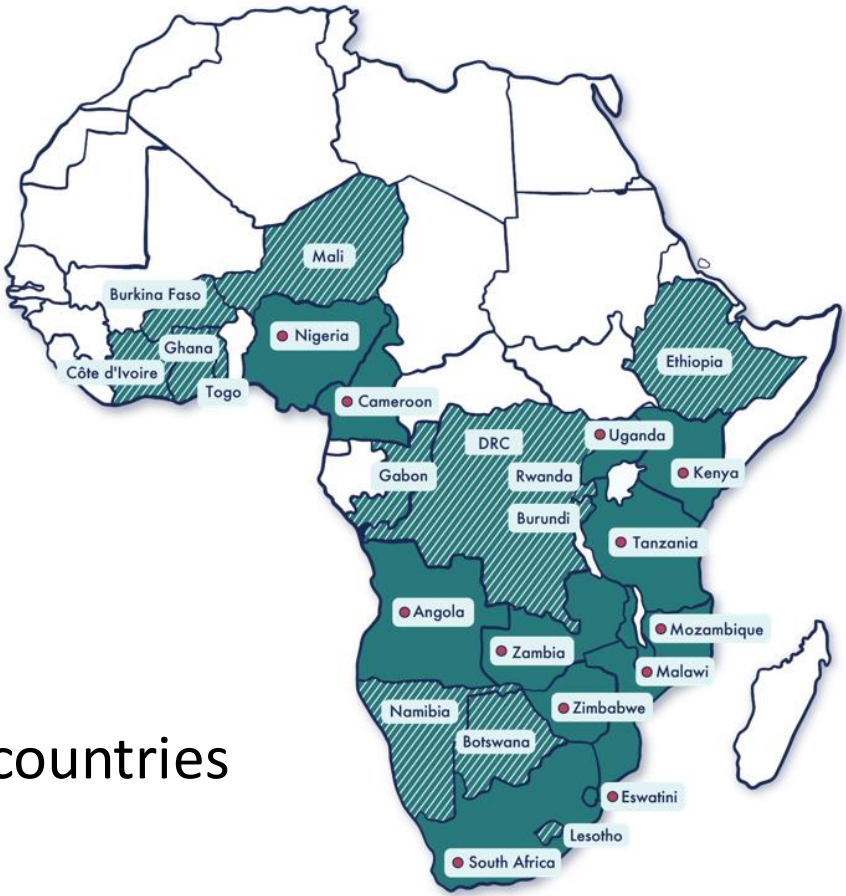 Mali
Burkina Faso
Nigeria
Ghana
Ethiopia
Côte d'Ivoire
Togo
Cameroon
Uganda
DRC
Kenya
Gabon
Rwanda
Burundi
Tanzania
Angola
Mozambique
Zambia
Malawi
Namibia
Zimbabwe
Botswana
countries
Eswatini
Lesotho
South Africa